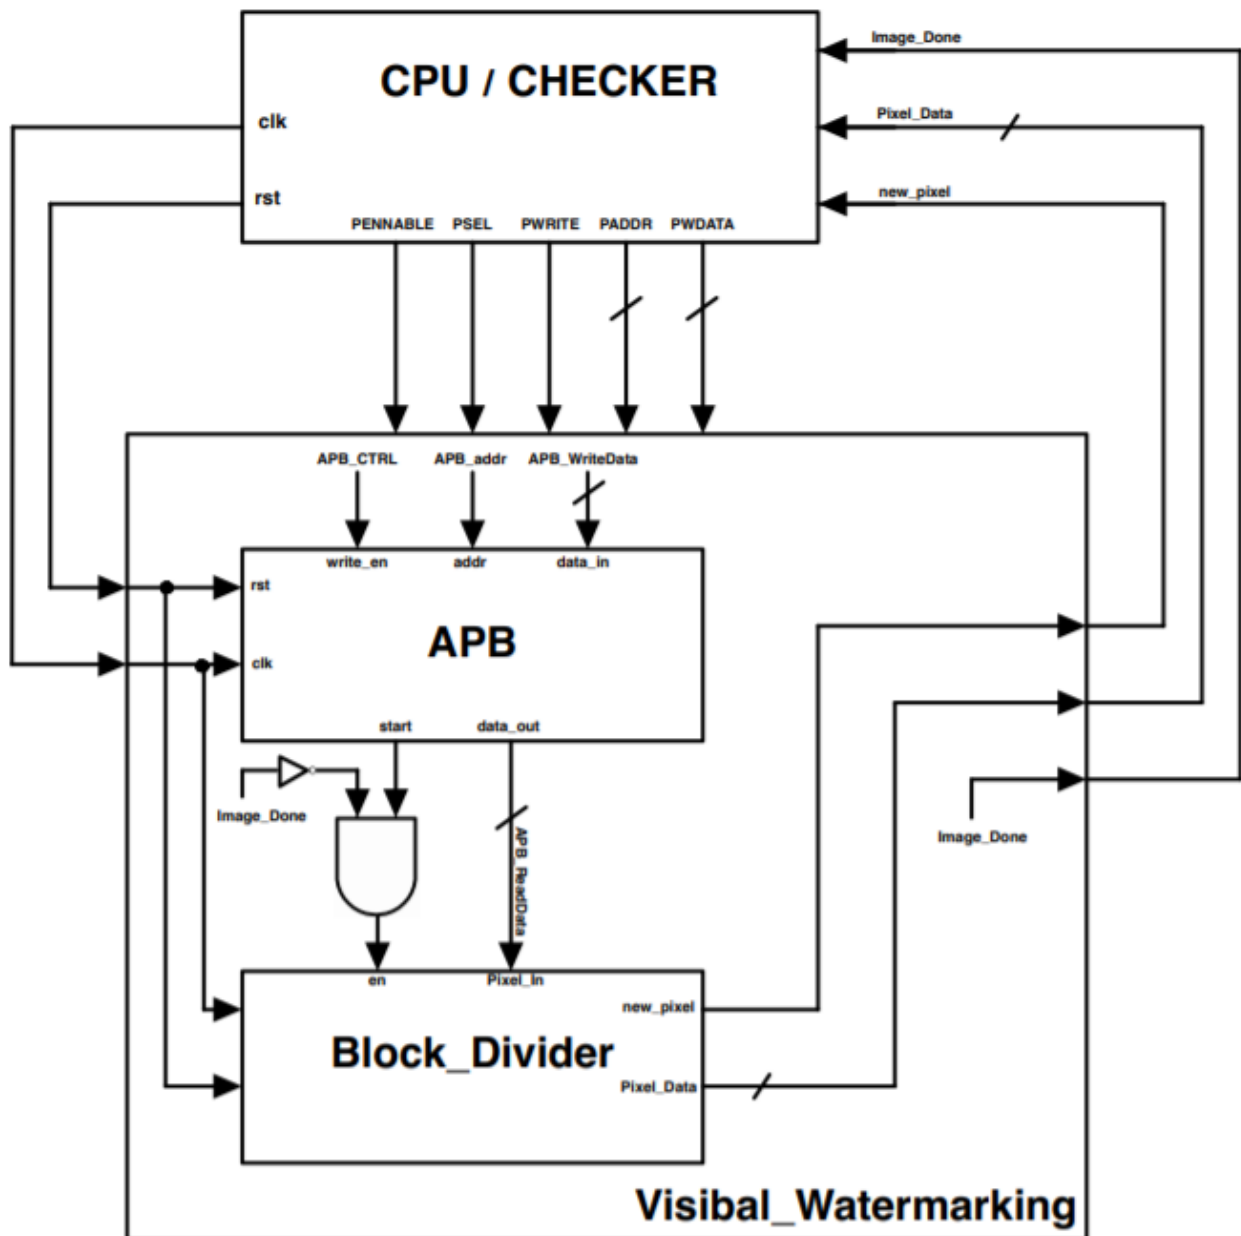 Image_Done
CPU / CHECKER
Pixel_Data
clk
new_pixel
rst
PENNABLE PSEL PWRITE PADDR PWDATA
APB_CTRL APB_addr APB_WriteData
write_en addr data_in
rst
APB
clk
start data_out
Image_Done
Image_Done
APB_ReadData
en Pixel_In
new_pixel
Block_Divider
Pixel_Data
Visibal_Watermarking